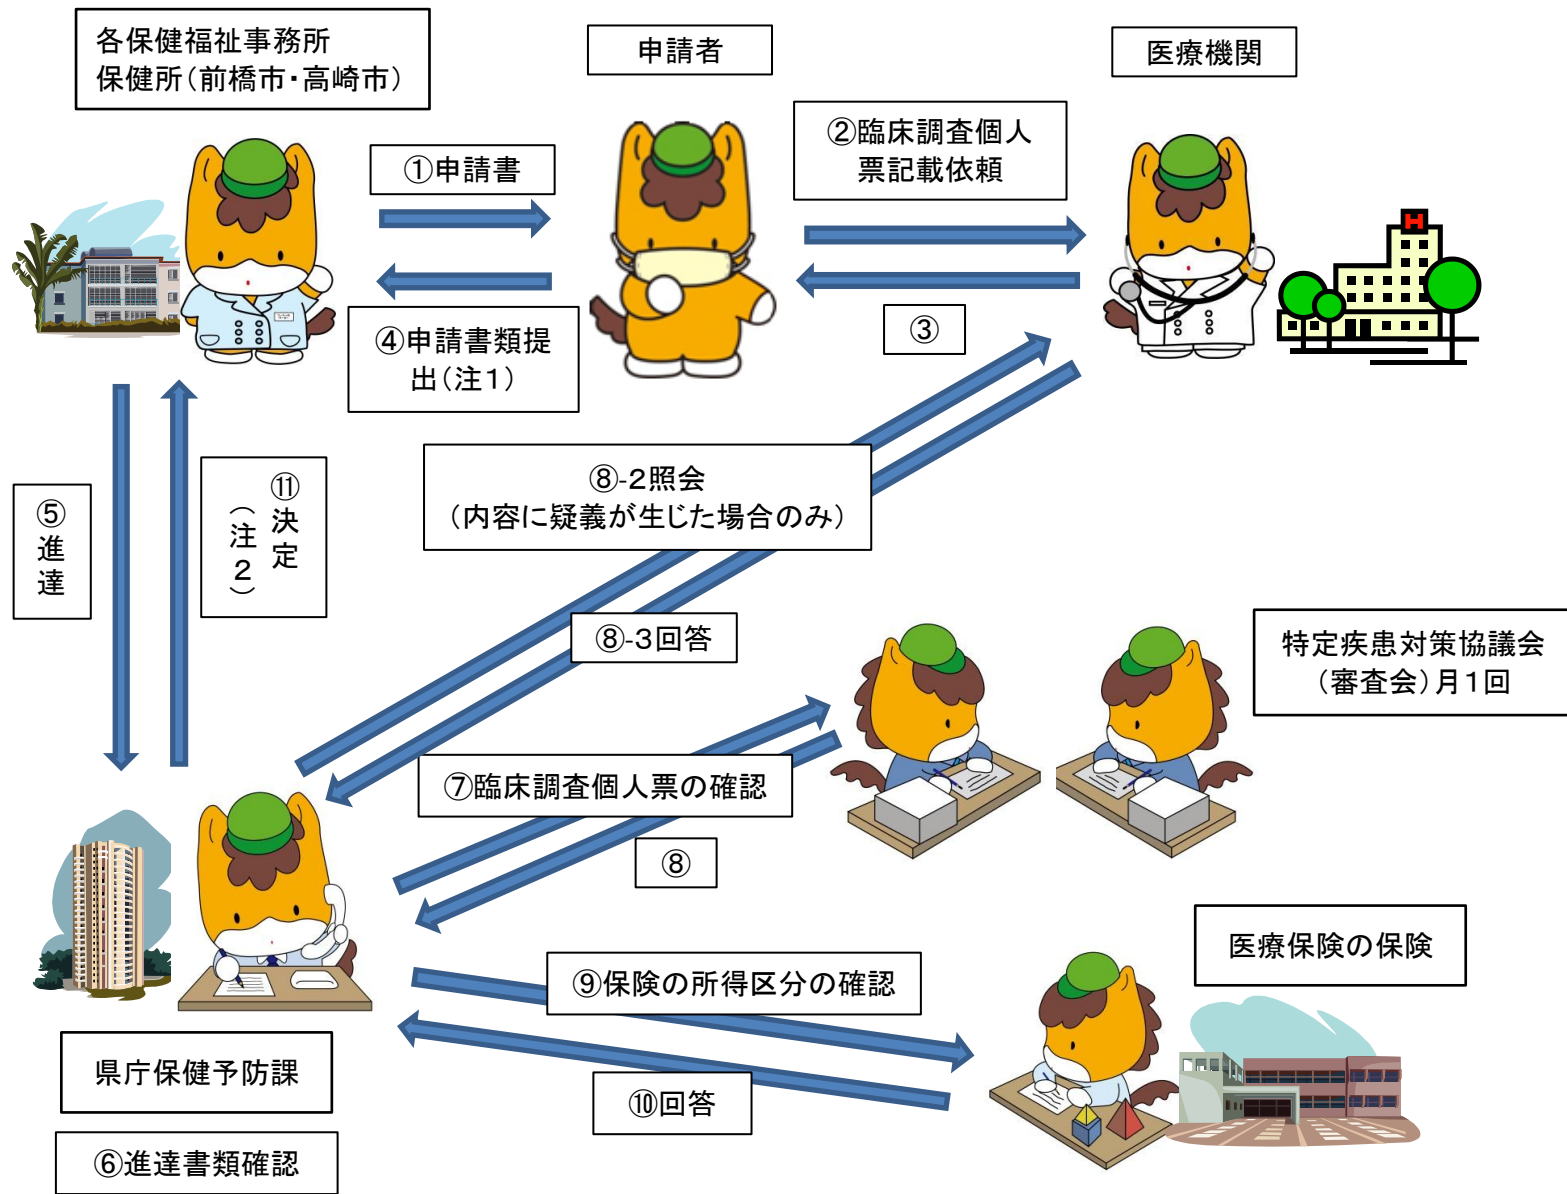 各保健福祉事務所
保健所(前橋市・高崎市)
申請者
医療機関
①申請書
②臨床調査個人
票記載依頼
H
③
④申請書類提
出(注1)
⑤進達
⑪決定
(注2)
⑧-2照会
(内容に疑義が生じた場合のみ)
⑧-3回答
特定疾患対策協議会
(審査会)月1回
⑦臨床調査個人票の確認
⑧
医療保険の保険
⑨保険の所得区分の確認
⑩回答
県庁保健予防課
⑥進達書類確認